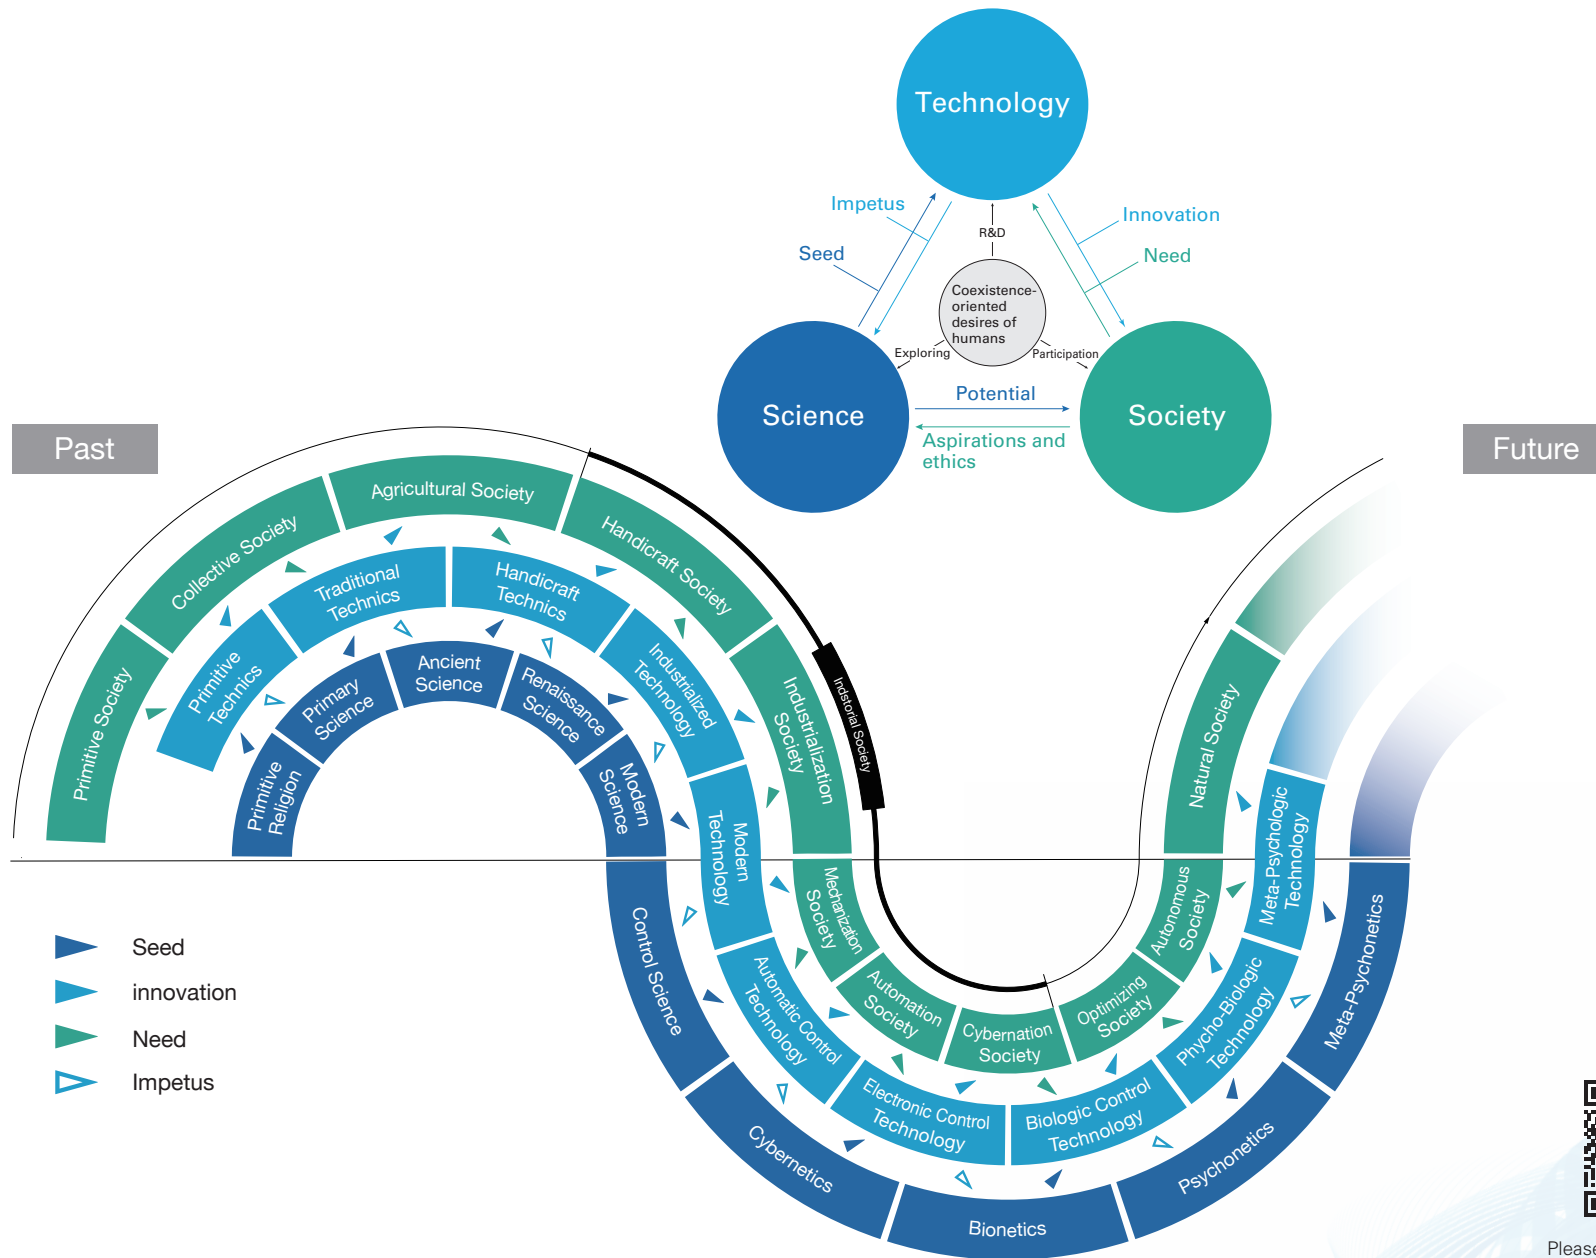 Technology
Impetus
Innovation
R&D
Seed
Need
Coexistence-
oriented
desires of
humans
Exploring
Participation
Science
Potential
Society
Aspirations and
ethics
Past
Future
Primitive Society
Collective Society
Agricultural Society
Handicraft Society
Industrialization
Society
Indstorial Society
Mechanization
Society
Automation
Society
Cybernation
Society
Optimizing
Society
Autonomous
Society
Natural Society
Primitive
Technics
Traditional
Technics
Handicraft
Technics
Industrialized
Technology
Modern
Technology
Automatic Control
Technology
Electronic Control
Technology
Biologic Control
Technology
Phycho-Biologic
Technology
Meta-Psychologic
Technology
Primitive
Religion
Primary
Science
Ancient
Science
Renaissance
Science
Modern
Science
Control Science
Cybernetics
Bionetics
Psychonetics
Meta-Psychonetics
Seed
innovation
Need
Impetus
Please